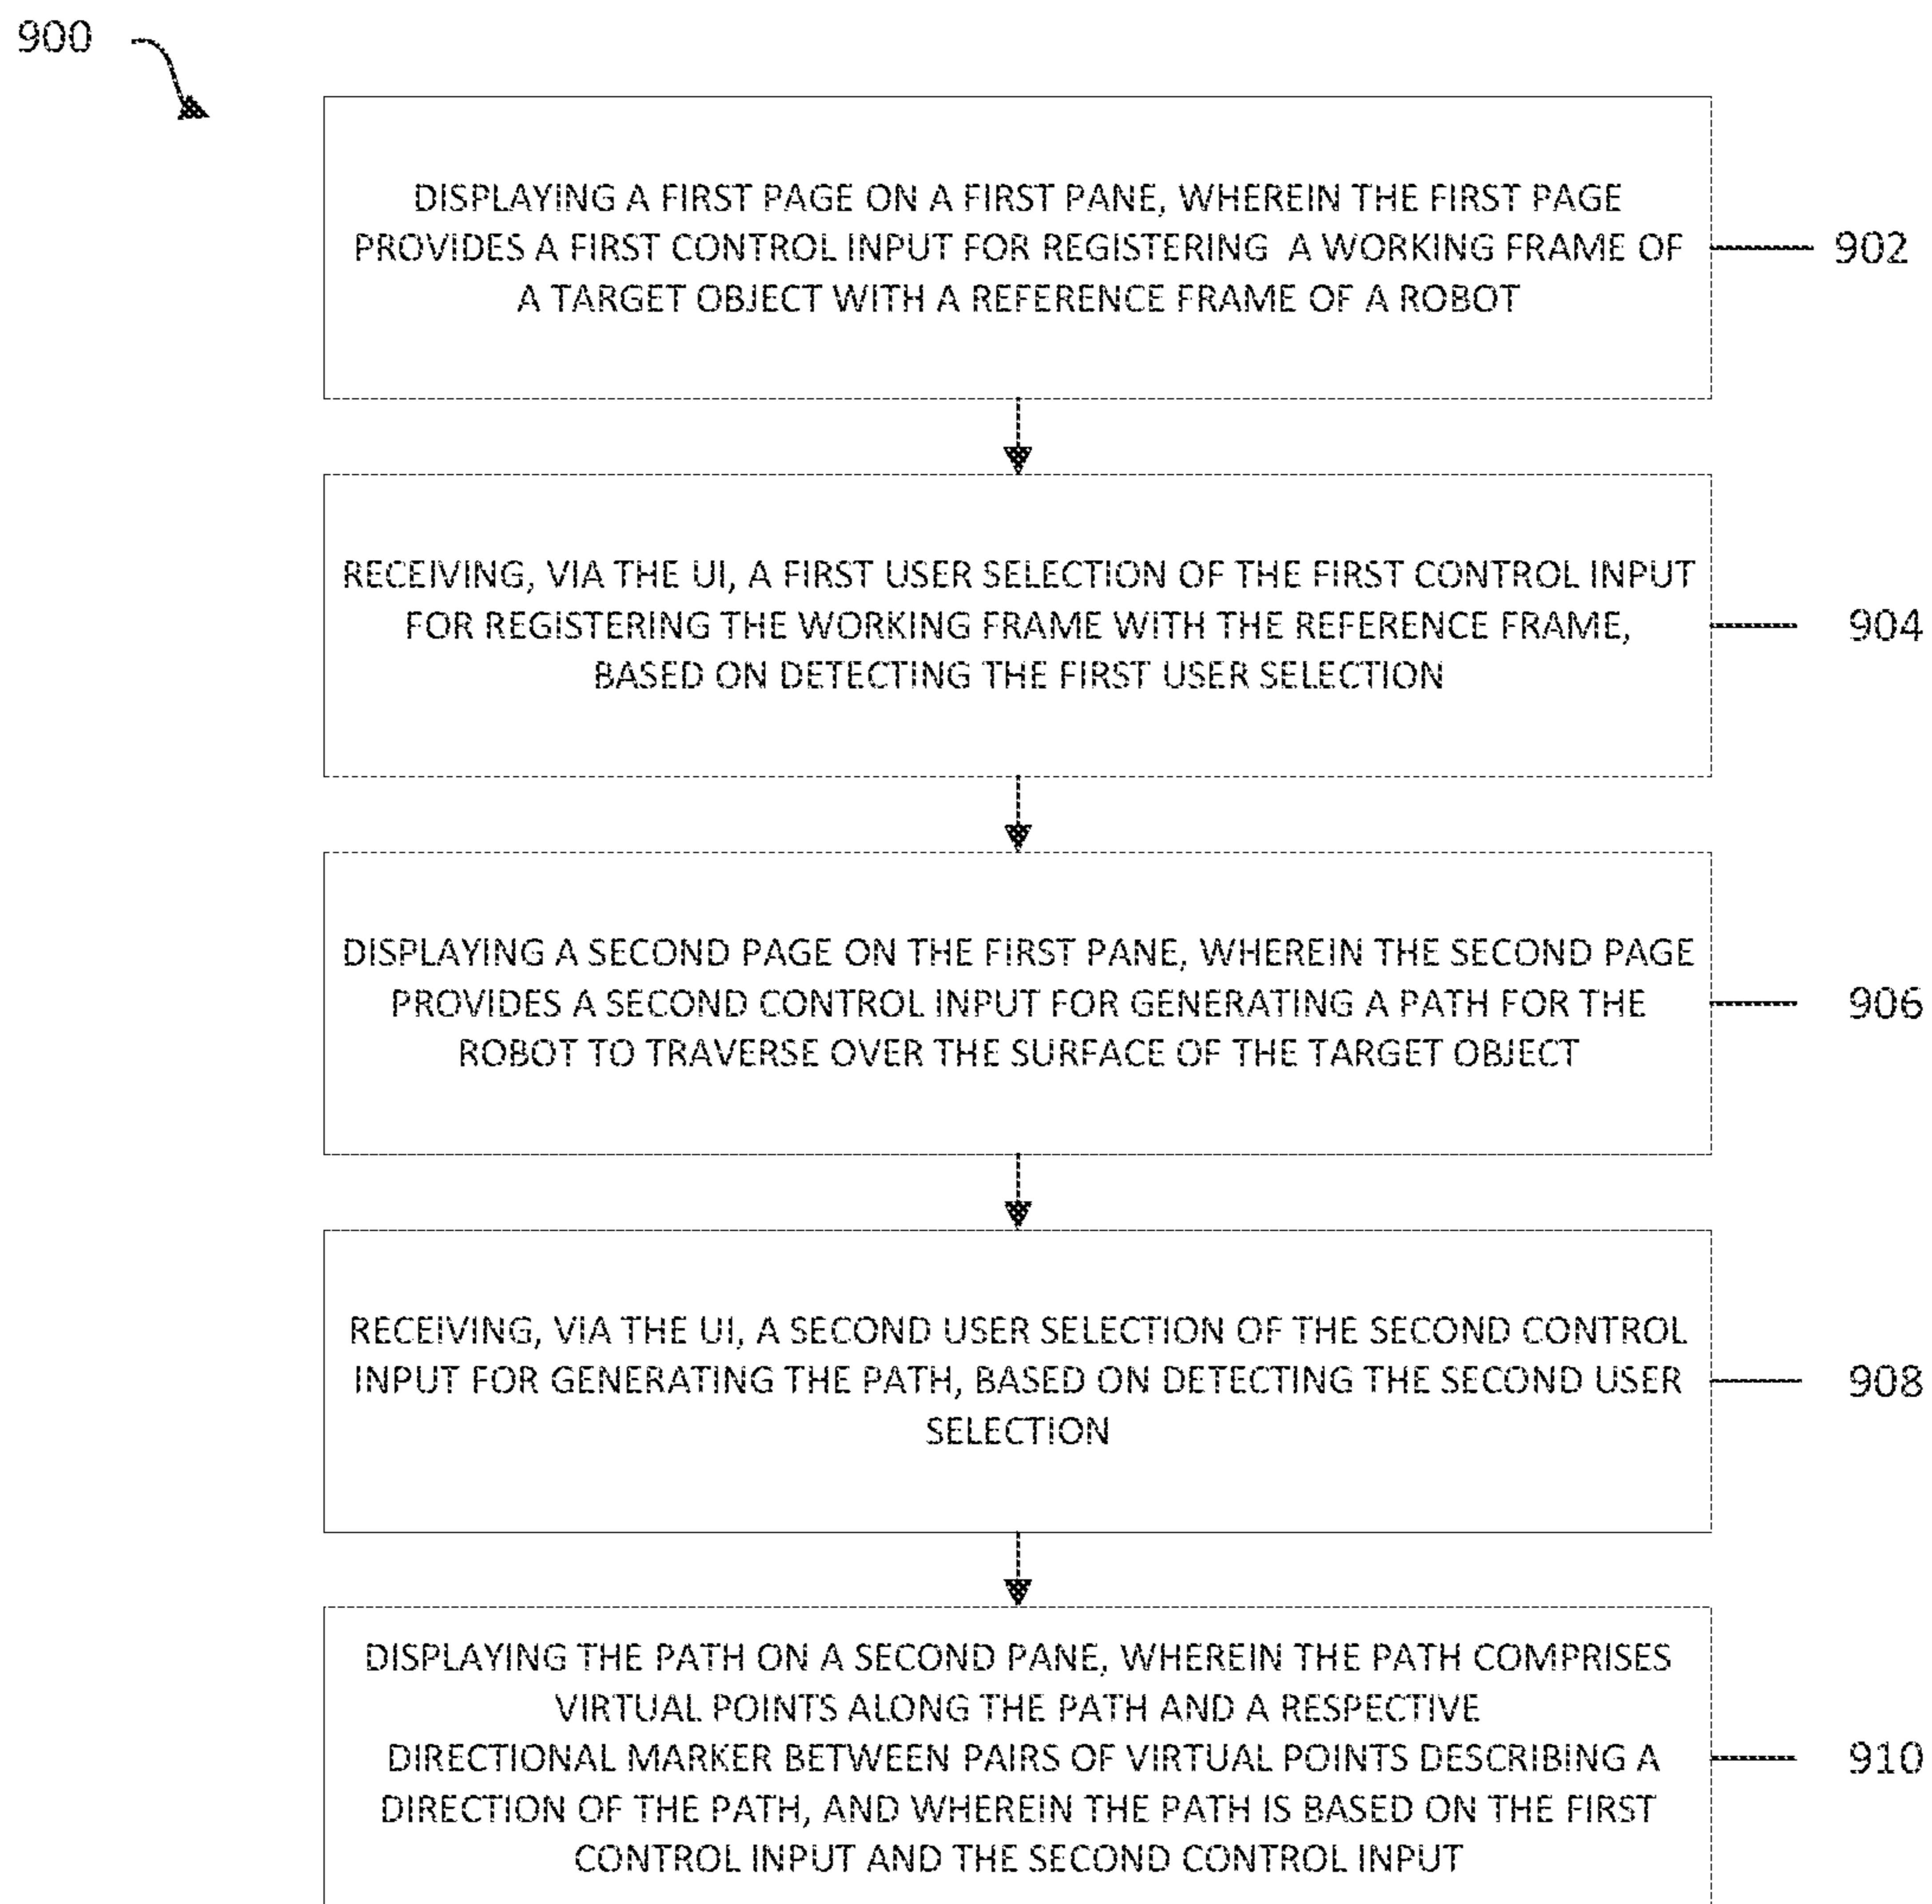 900
DISPLAYING A FIRST PAGE ON A FIRST PANE, WHEREIN THE FIRST PAGE
PROVIDES A FIRST CONTROL INPUT FOR REGISTERING A WORKING FRAME OF
A TARGET OBJECT WITH A REFERENCE FRAME OF A ROBOT
902
RECEIVING, VIA THE UI, A FIRST USER SELECTION OF THE FIRST CONTROL INPUT
FOR REGISTERING THE WORKING FRAME WITH THE REFERENCE FRAME,
BASED ON DETECTING THE FIRST USER SELECTION
904
DISPLAYING A SECOND PAGE ON THE FIRST PANE, WHEREIN THE SECOND PAGE
PROVIDES A SECOND CONTROL INPUT FOR GENERATING A PATH FOR THE
ROBOT TO TRAVERSE OVER THE SURFACE OF THE TARGET OBJECT
906
RECEIVING, VIA THE UI, A SECOND USER SELECTION OF THE SECOND CONTROL
INPUT FOR GENERATING THE PATH, BASED ON DETECTING THE SECOND USER
SELECTION
908
DISPLAYING THE PATH ON A SECOND PANE, WHEREIN THE PATH COMPRISES
VIRTUAL POINTS ALONG THE PATH AND A RESPECTIVE
DIRECTIONAL MARKER BETWEEN PAIRS OF VIRTUAL POINTS DESCRIBING A
DIRECTION OF THE PATH, AND WHEREIN THE PATH IS BASED ON THE FIRST
CONTROL INPUT AND THE SECOND CONTROL INPUT
910